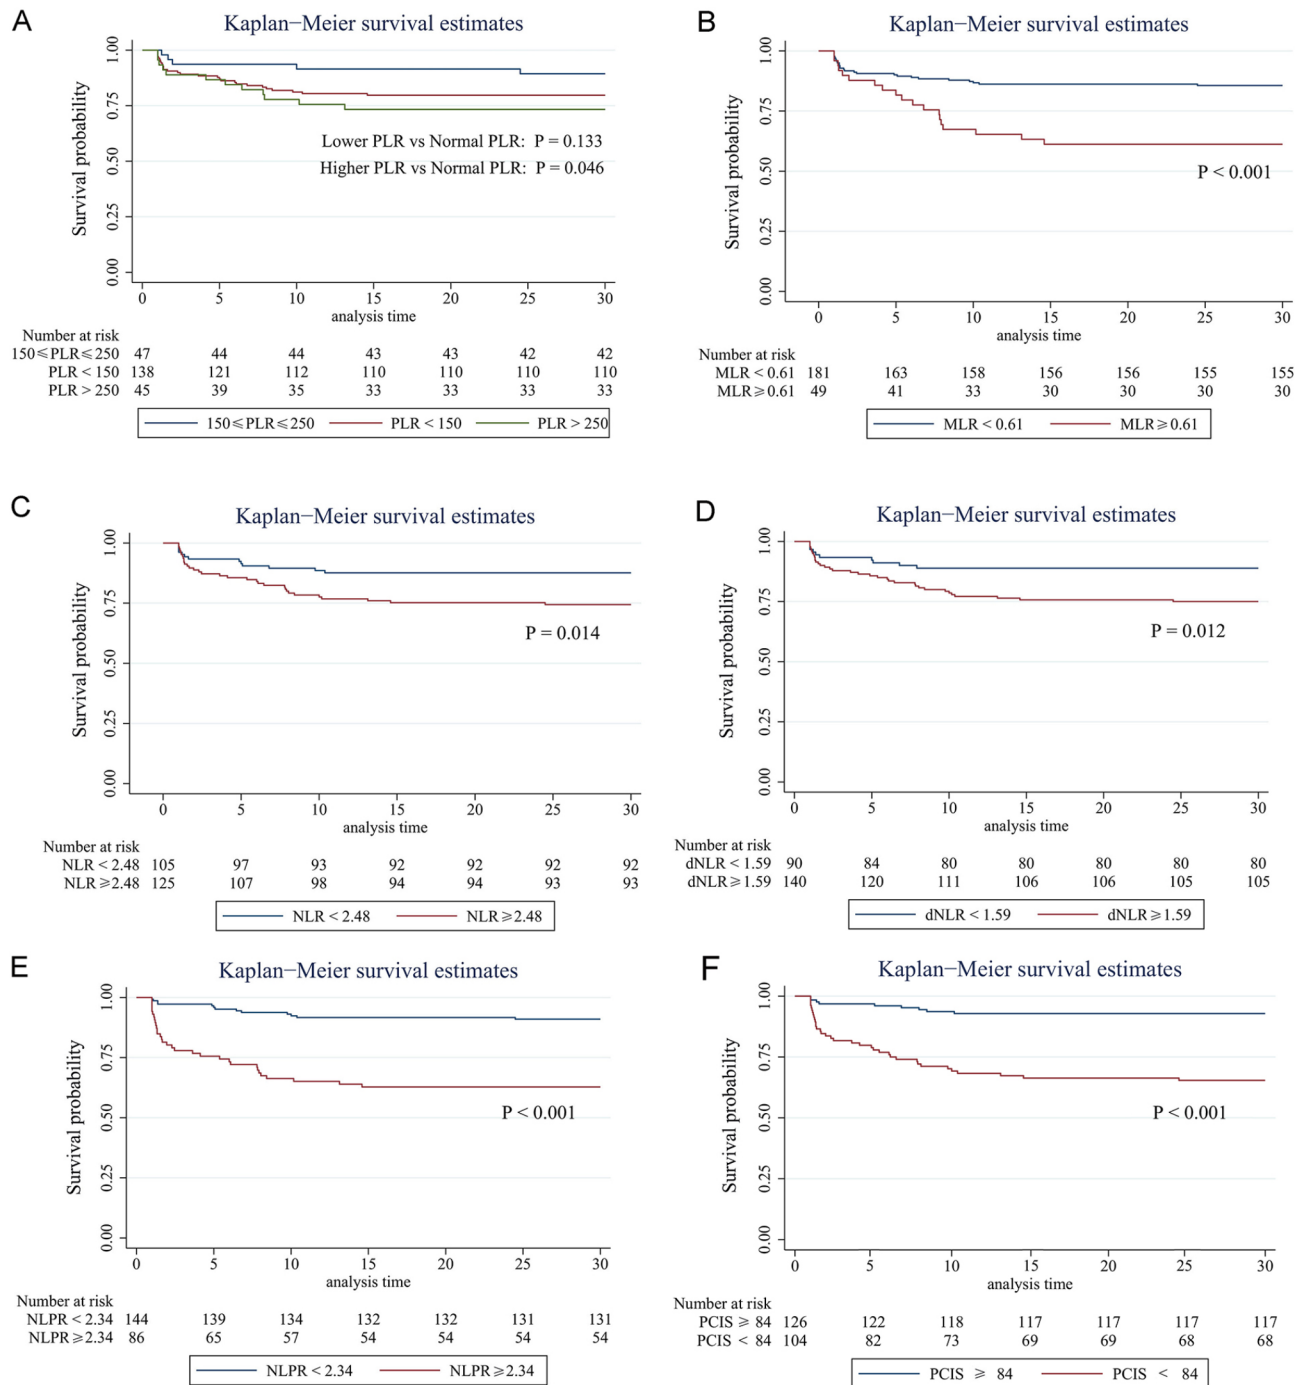 A
Kaplan−Meier survival estimates
Survival probability
1.00
0.75
0.50
0.25
0.00
Lower PLR vs Normal PLR: P = 0.133
Higher PLR vs Normal PLR: P = 0.046
0 5 10 15 20 25 30
analysis time
Number at risk
150⩽PLR⩽250 47 44 44 43 43 42 42
PLR < 150 138 121 112 110 110 110 110
PLR > 250 45 39 35 33 33 33 33
150⩽PLR⩽250 PLR < 150 PLR > 250
B
Kaplan−Meier survival estimates
Survival probability
1.00
0.75
0.50
0.25
0.00
P < 0.001
0 5 10 15 20 25 30
analysis time
Number at risk
MLR < 0.61 181 163 158 156 156 155 155
MLR⩾0.61 49 41 33 30 30 30 30
MLR < 0.61 MLR⩾0.61
C
Kaplan−Meier survival estimates
Survival probability
1.00
0.75
0.50
0.25
0.00
P = 0.014
0 5 10 15 20 25 30
analysis time
Number at risk
NLR < 2.48 105 97 93 92 92 92 92
NLR⩾2.48 125 107 98 94 94 93 93
NLR < 2.48 NLR⩾2.48
D
Kaplan−Meier survival estimates
Survival probability
1.00
0.75
0.50
0.25
0.00
P = 0.012
0 5 10 15 20 25 30
analysis time
Number at risk
dNLR < 1.59 90 84 80 80 80 80 80
dNLR⩾1.59 140 120 111 106 106 105 105
dNLR < 1.59 dNLR⩾1.59
E
Kaplan−Meier survival estimates
Survival probability
1.00
0.75
0.50
0.25
0.00
P < 0.001
0 5 10 15 20 25 30
analysis time
Number at risk
NLPR < 2.34 144 139 134 132 132 131 131
NLPR⩾2.34 86 65 57 54 54 54 54
NLPR < 2.34 NLPR⩾2.34
F
Kaplan−Meier survival estimates
Survival probability
1.00
0.75
0.50
0.25
0.00
P < 0.001
0 5 10 15 20 25 30
analysis time
Number at risk
PCIS ⩾ 84 126 122 118 117 117 117 117
PCIS < 84 104 82 73 69 69 68 68
PCIS ⩾ 84 PCIS < 84